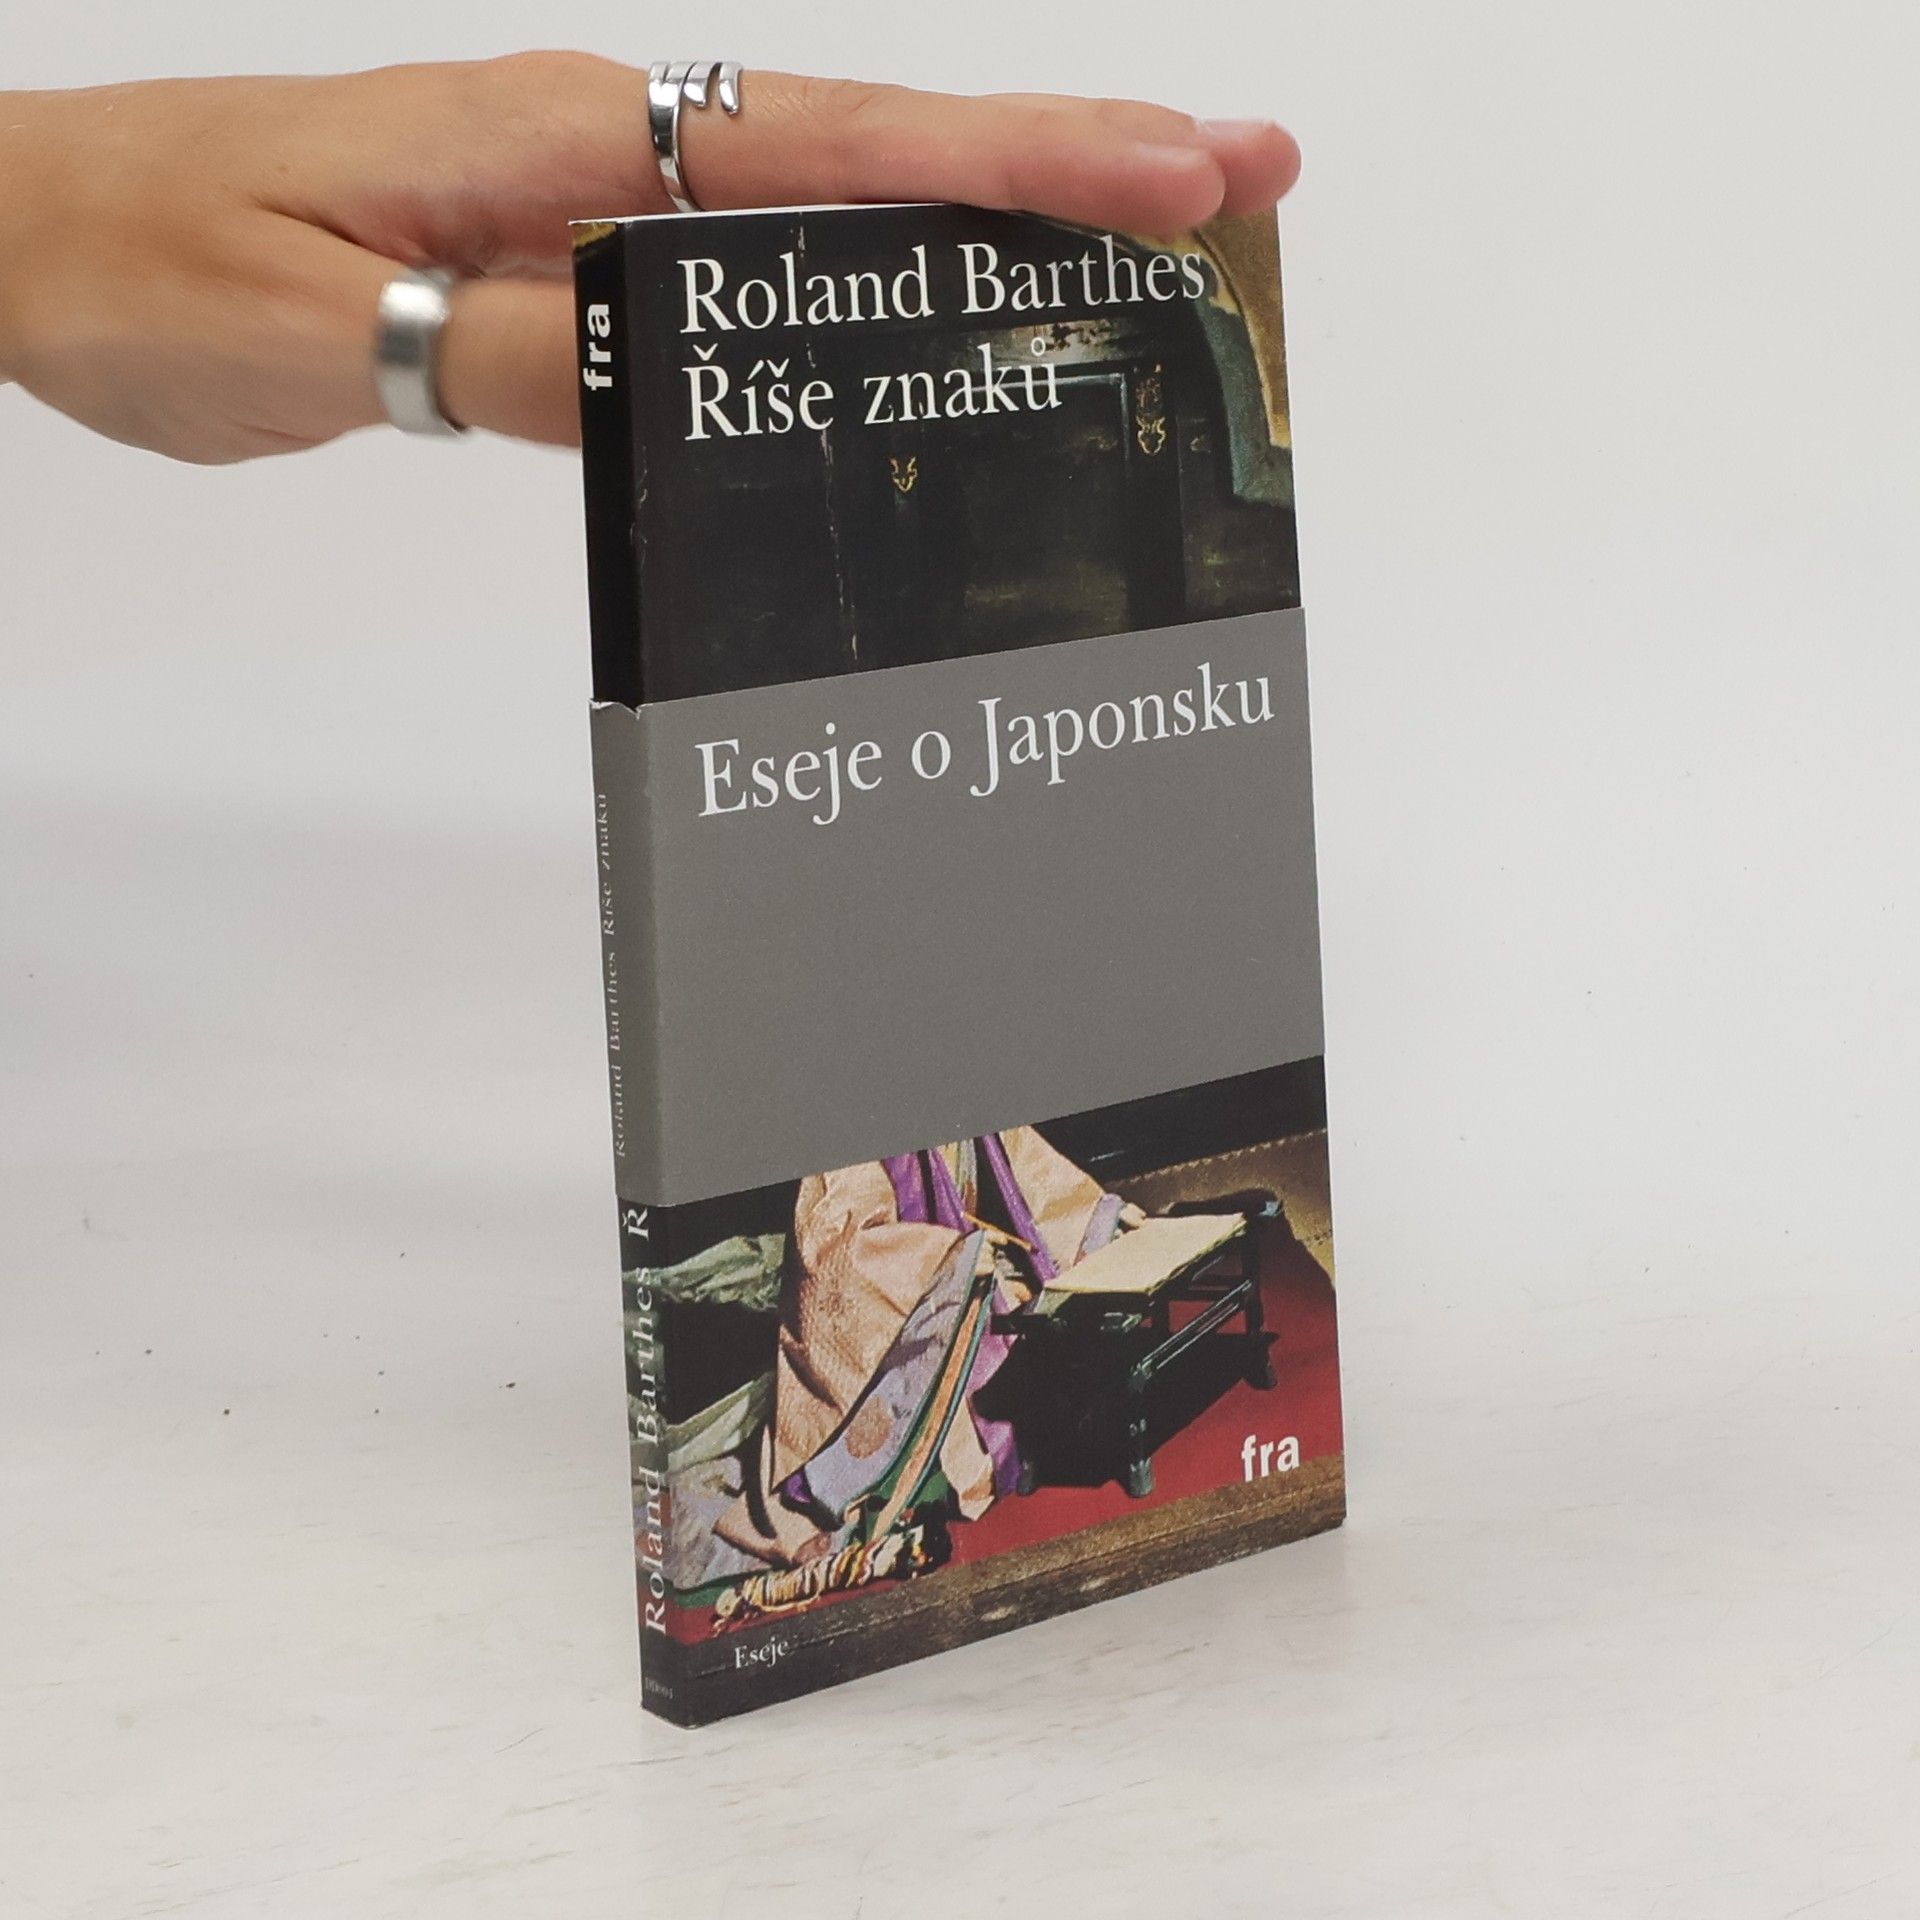 Roland Barthes
Říše znaků
Eseje o Japonsku
fra
Eseje
fra
Roland Barthes Říše znaků
Roland Barthes Ř